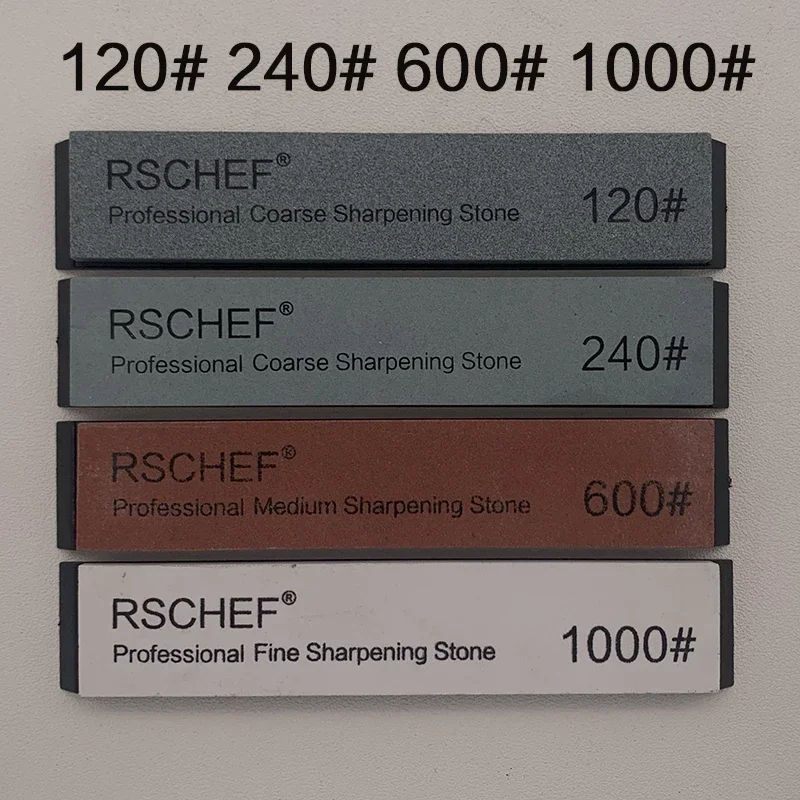 120# 240# 600# 1000#
RSCHEF®
Professional Coarse Sharpening Stone 120#
RSCHEF®
Professional Coarse Sharpening Stone 240#
RSCHEF®
Professional Medium Sharpening Stone 600#
RSCHEF®
Professional Fine Sharpening Stone 1000#